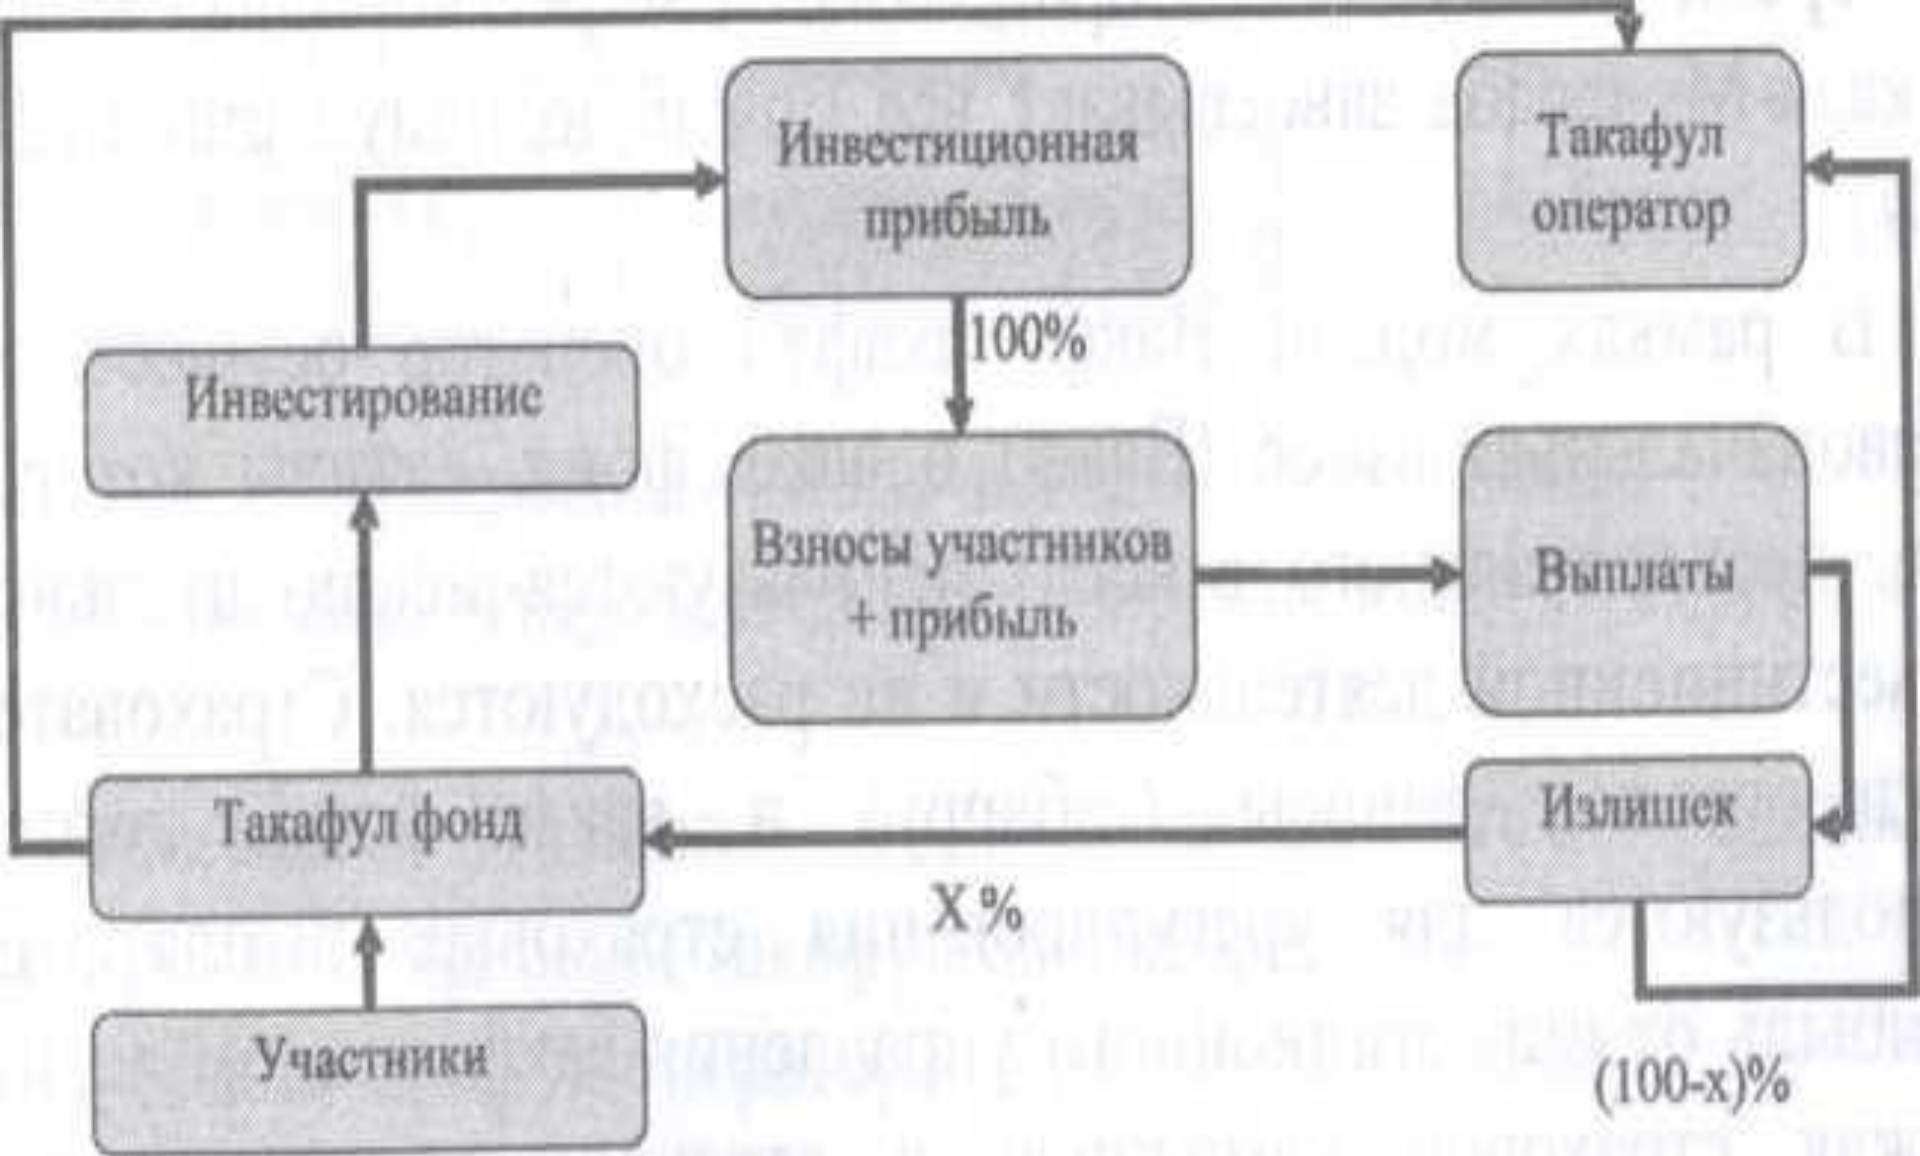 Инвестиционная
прибыль
Такафул
оператор
100%
Инвестирование
Взносы участников
+ прибыль
Выплаты
Такафул фонд
Излишек
X %
Участники
(100-x)%